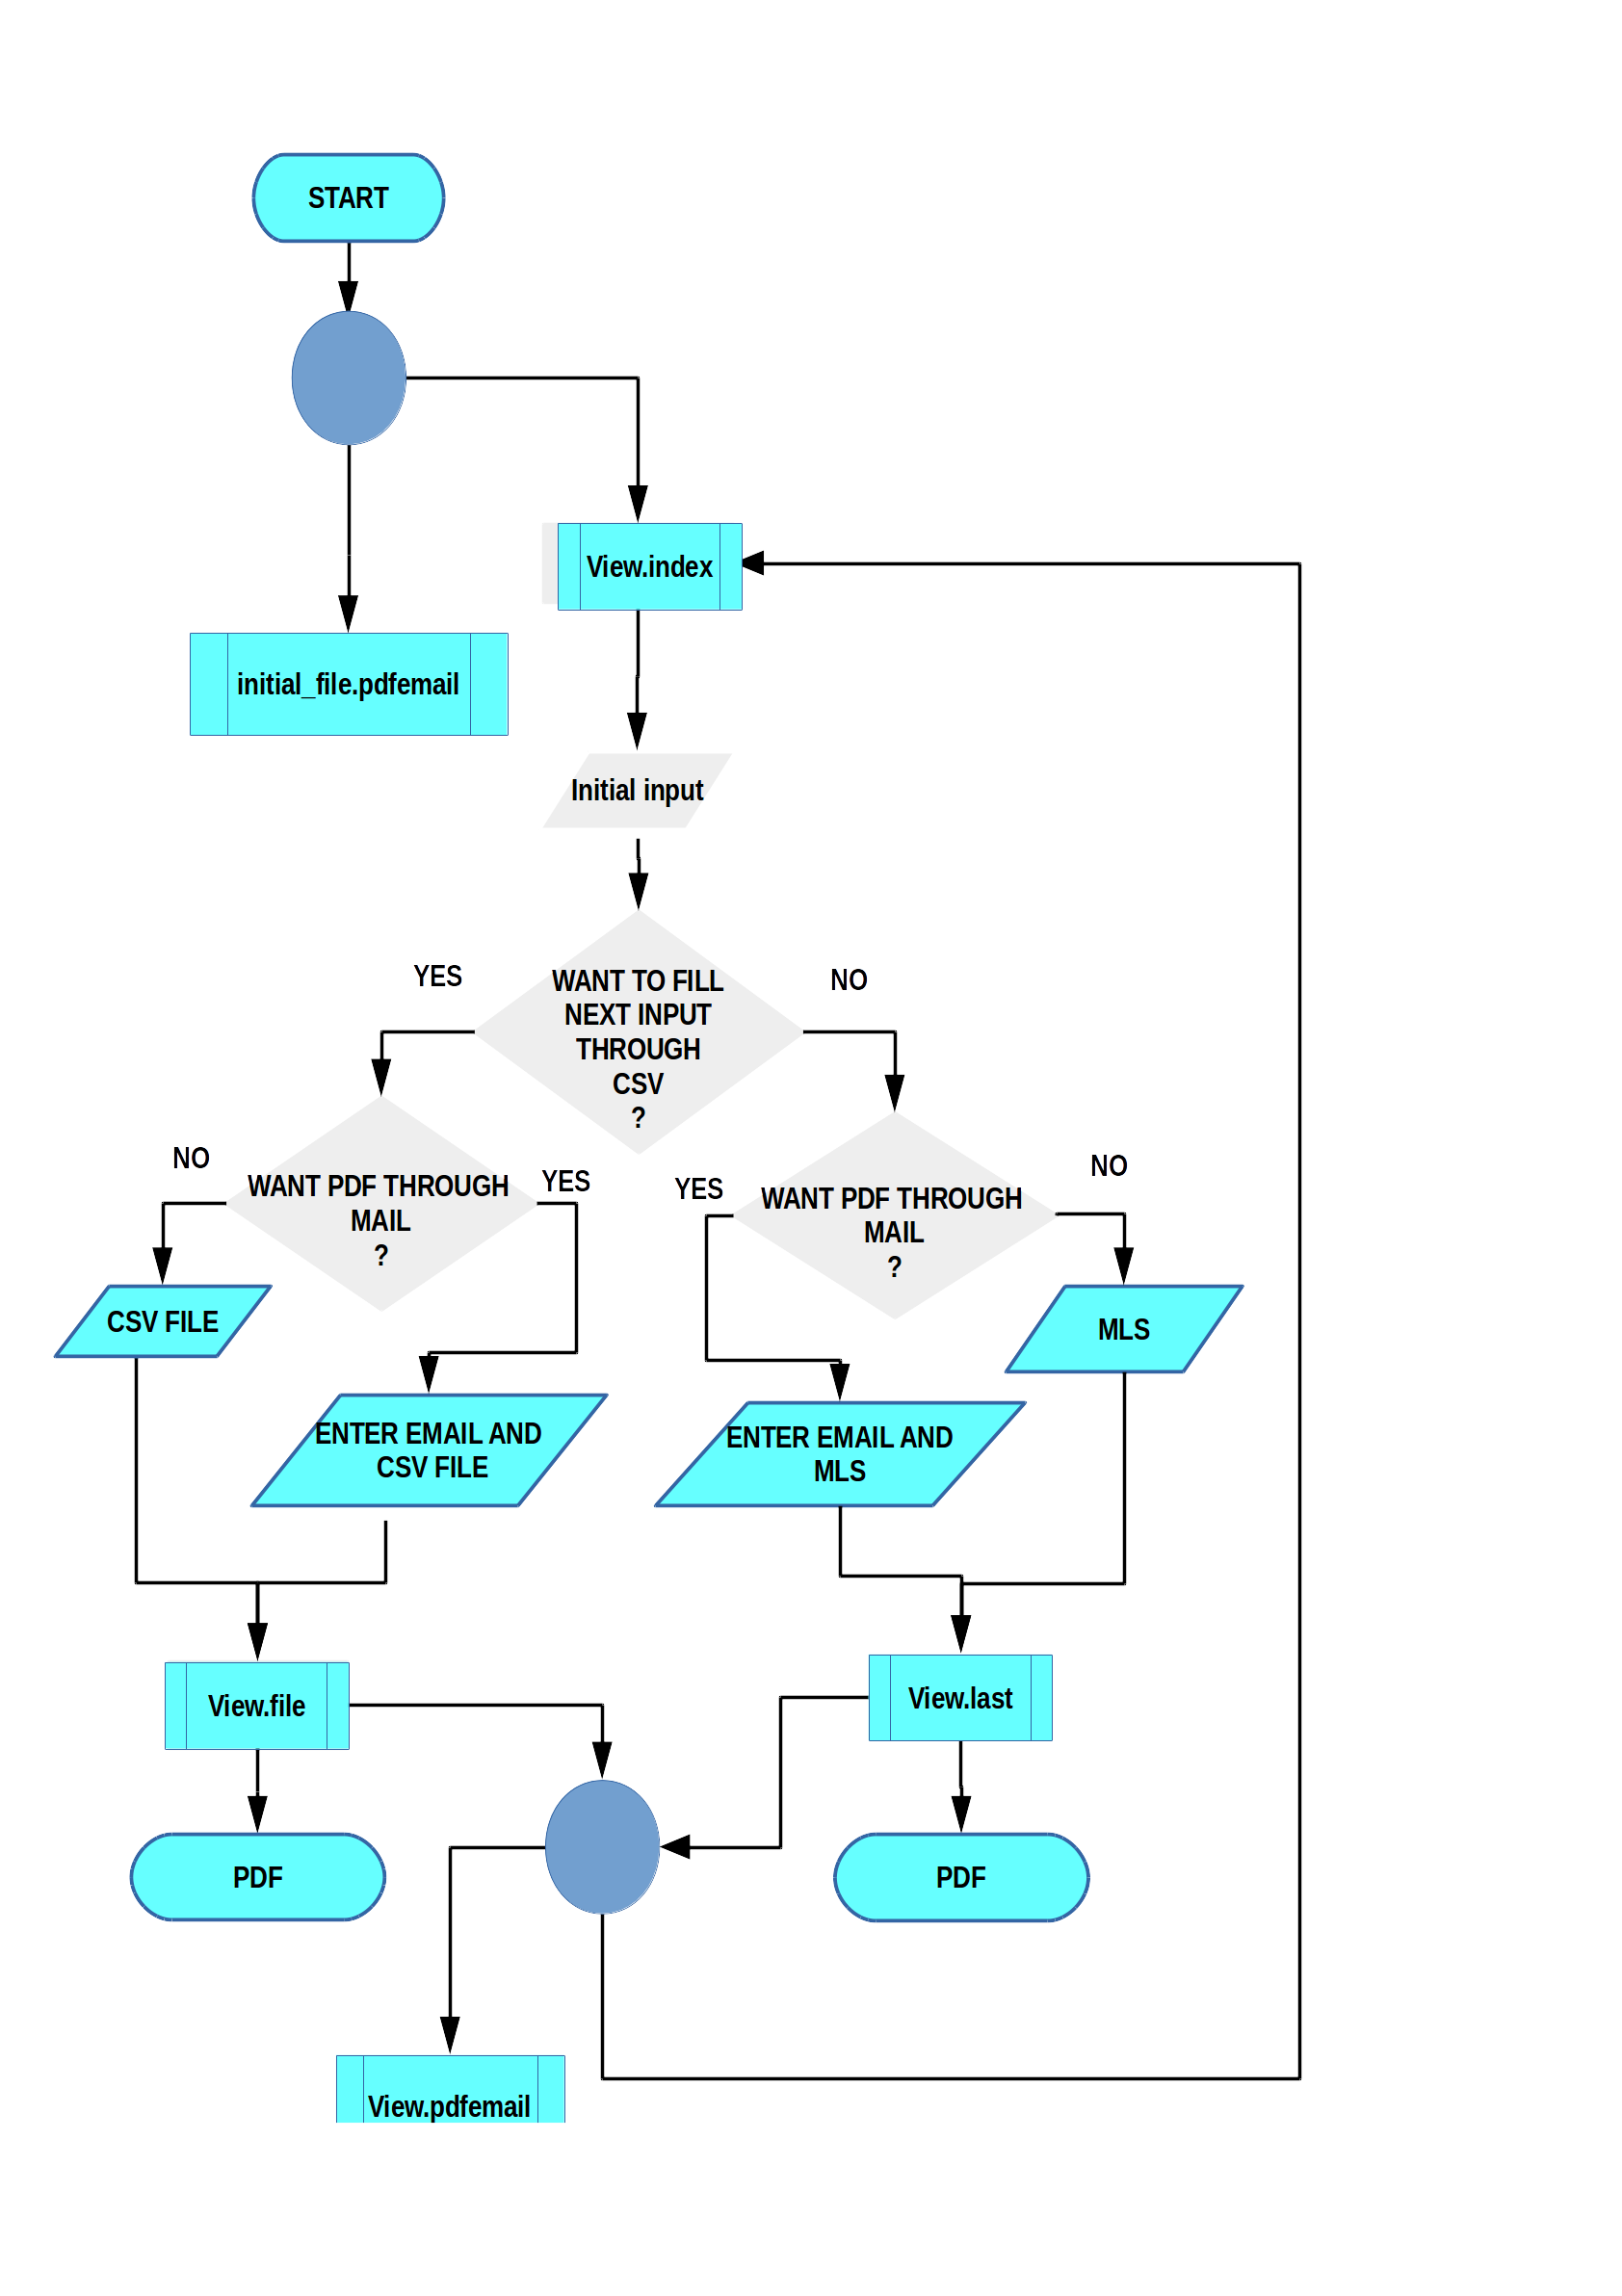 START
View.index
initial_file.pdfemail
Initial input
YES
NO
WANT TO FILL
NEXT INPUT
THROUGH
CSV
?
NO
WANT PDF THROUGH
MAIL
?
YES
YES
WANT PDF THROUGH
MAIL
?
NO
CSV FILE
MLS
ENTER EMAIL AND
CSV FILE
ENTER EMAIL AND
MLS
View.file
View.last
PDF
PDF
View.pdfemail